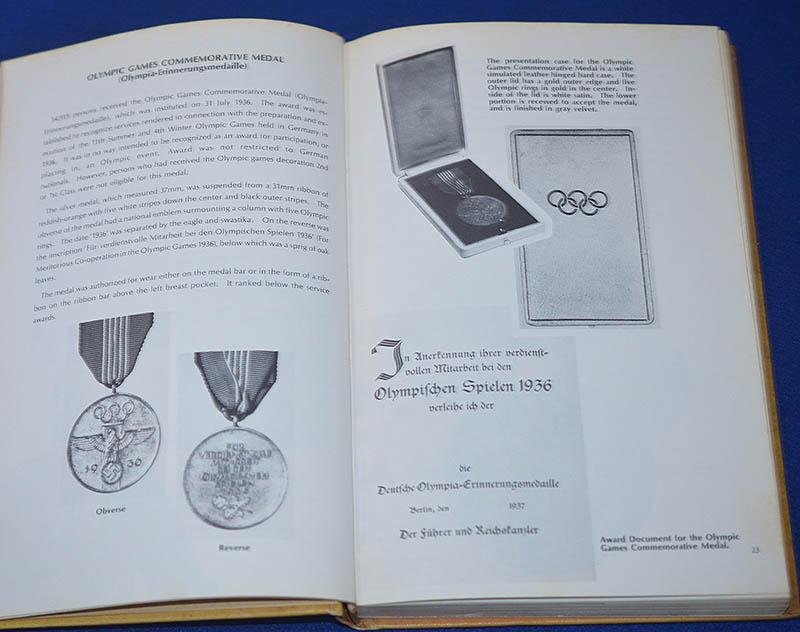 OLYMPIC GAMES COMMEMORATIVE MEDAL
(Olympia-Erinnerungsmedaille)
54,915 persons received the Olympic Games Commemorative Medal (Olympia-
Erinnerungsmedaille), which was instituted on 31 July 1936. The award was es-
tablished to recognize services rendered in connection with the preparation and ex-
ecution of the 11th Summer and 4th Winter Olympic Games held in Germany in
1936. It was in no way intended to be recognized as an award for participation, or
placing in, an Olympic event. Award was not restricted to German
nationals. However, persons who had received the Olympic games decoration 2nd
or 1st Class were not eligible for this medal.
The silver medal, which measured 37mm, was suspended from a 31mm ribbon of
reddish-orange with five white stripes down the center and black outer stripes. The
obverse of the medal had a national emblem surmounting a column with five Olympic
rings. The date '1936' was separated by the eagle and swastika. On the reverse was
the inscription 'Für verdienstvolle Mitarbeit bei den Olympischen Spielen 1936' (For
Meritorious Co-operation in the Olympic Games 1936), below which was a sprig of oak
leaves.
The medal was authorized for wear either on the medal bar or in the form of a rib-
bon on the ribbon bar above the left breast pocket. It ranked below the service
awards.
1936
Obverse
FÜR
VERDIENSTVOLLE
MITARBEIT
BEI DEN
OLYMPISCHEN
SPIELEN
1936
Reverse
The presentation case for the Olympic
Games Commemorative Medal is a white
simulated leather hinged hard case. The
outer lid has a gold outer edge and five
Olympic rings in gold in the center. In-
side of the lid is white satin. The lower
portion is recessed to accept the medal,
and is finished in gray velvet.
In Anerkennung ihrer verdienst-
vollen Mitarbeit bei den
Olympischen Spielen 1936
verleihe ich der
die
Deutsche Olympia-Erinnerungsmedaille
Berlin, den 1937
Der Führer und Reichskanzler
Award Document for the Olympic
Games Commemorative Medal.
23